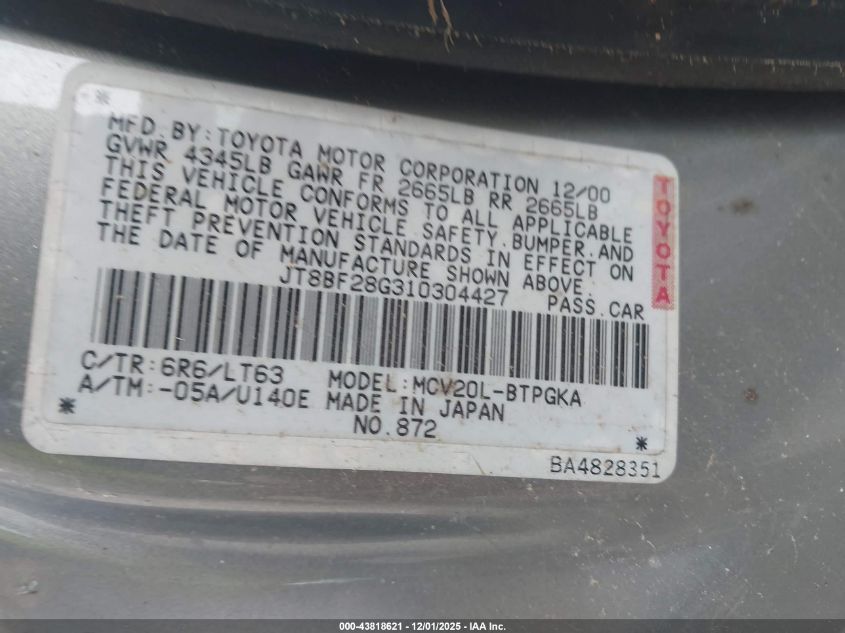 MFD. BY: TOYOTA MOTOR CORPORATION 12/00
GVWR 4345LB GAWR FR 2665LB RR 2665LB
THIS VEHICLE CONFORMS TO ALL APPLICABLE
FEDERAL MOTOR VEHICLE SAFETY, BUMPER, AND
THEFT PREVENTION STANDARDS IN EFFECT ON
THE DATE OF MANUFACTURE SHOWN ABOVE.
JT8BF28G310304427 PASS. CAR
TOYOTA
C/TR: 6R6/LT63 MODEL: MCV20L-BTPGKA
A/TM: -05A/U140E MADE IN JAPAN
NO. 872
BA4828351
000-43818621 - 12/01/2025 - IAA Inc.